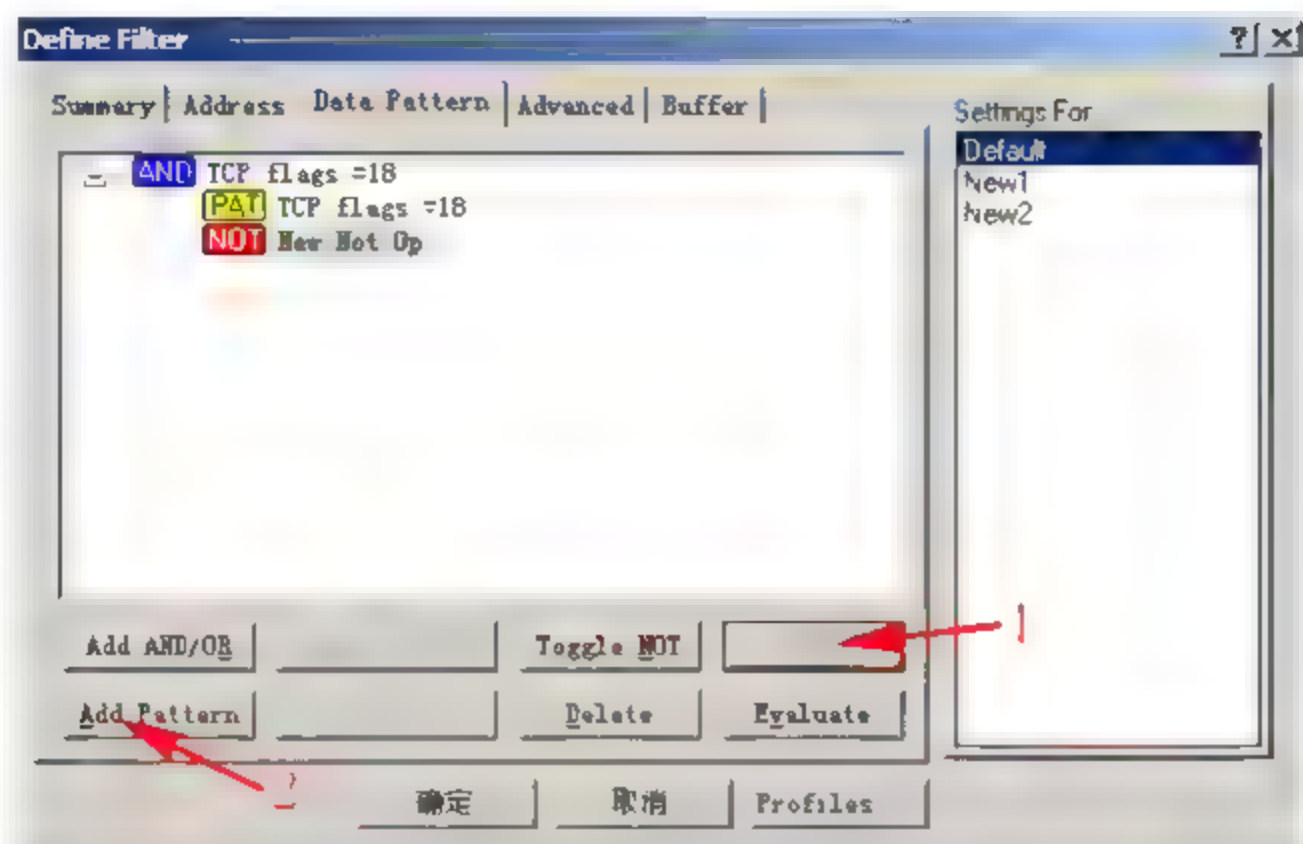 Define Filter
Summary Address Data Pattern Advanced Buffer
Settings For
AND TCP flags =18
PAT TCP flags =18
NOT New Not Op
Default
New1
New2
Add AND/OR Toggle NOT
1
Add Pattern Delete Evaluate
2
确定 取消 Profiles